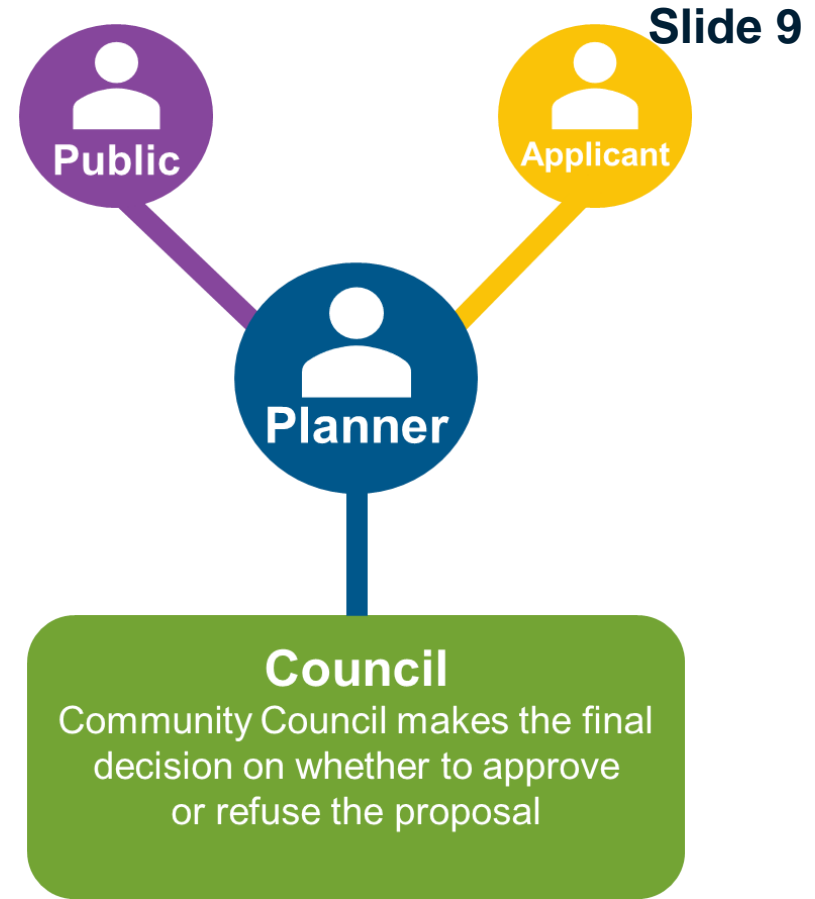 Slide 9
Public
Applicant
Planner
Council
Community Council makes the final
decision on whether to approve
or refuse the proposal